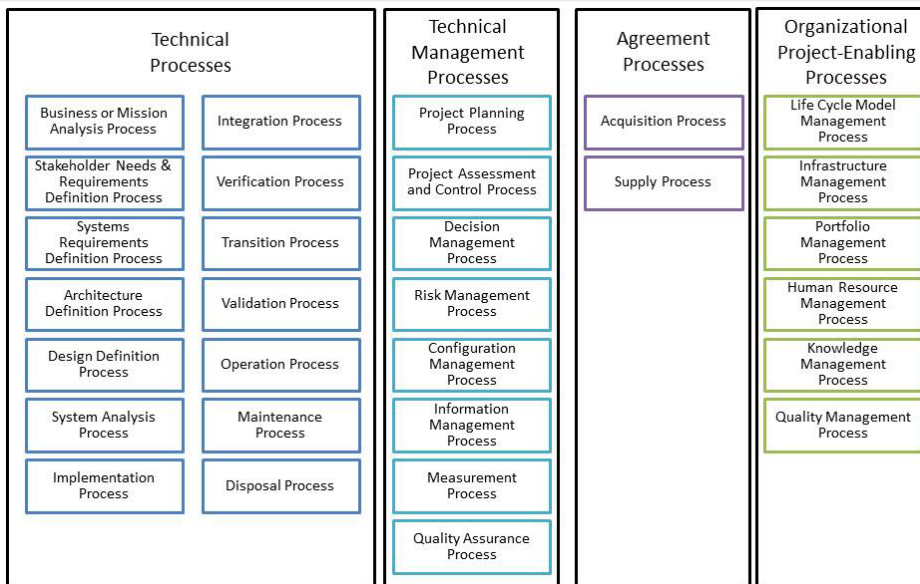 Technical
Processes
Business or Mission
Analysis Process
Stakeholder Needs &
Requirements
Definition Process
Systems
Requirements
Definition Process
Architecture
Definition Process
Design Definition
Process
System Analysis
Process
Implementation
Process
Integration Process
Verification Process
Transition Process
Validation Process
Operation Process
Maintenance
Process
Disposal Process
Technical
Management
Processes
Project Planning
Process
Project Assessment
and Control Process
Decision
Management
Process
Risk Management
Process
Configuration
Management
Process
Information
Management
Process
Measurement
Process
Quality Assurance
Process
Agreement
Processes
Acquisition Process
Supply Process
Organizational
Project-Enabling
Processes
Life Cycle Model
Management
Process
Infrastructure
Management
Process
Portfolio
Management
Process
Human Resource
Management
Process
Knowledge
Management
Process
Quality Management
Process